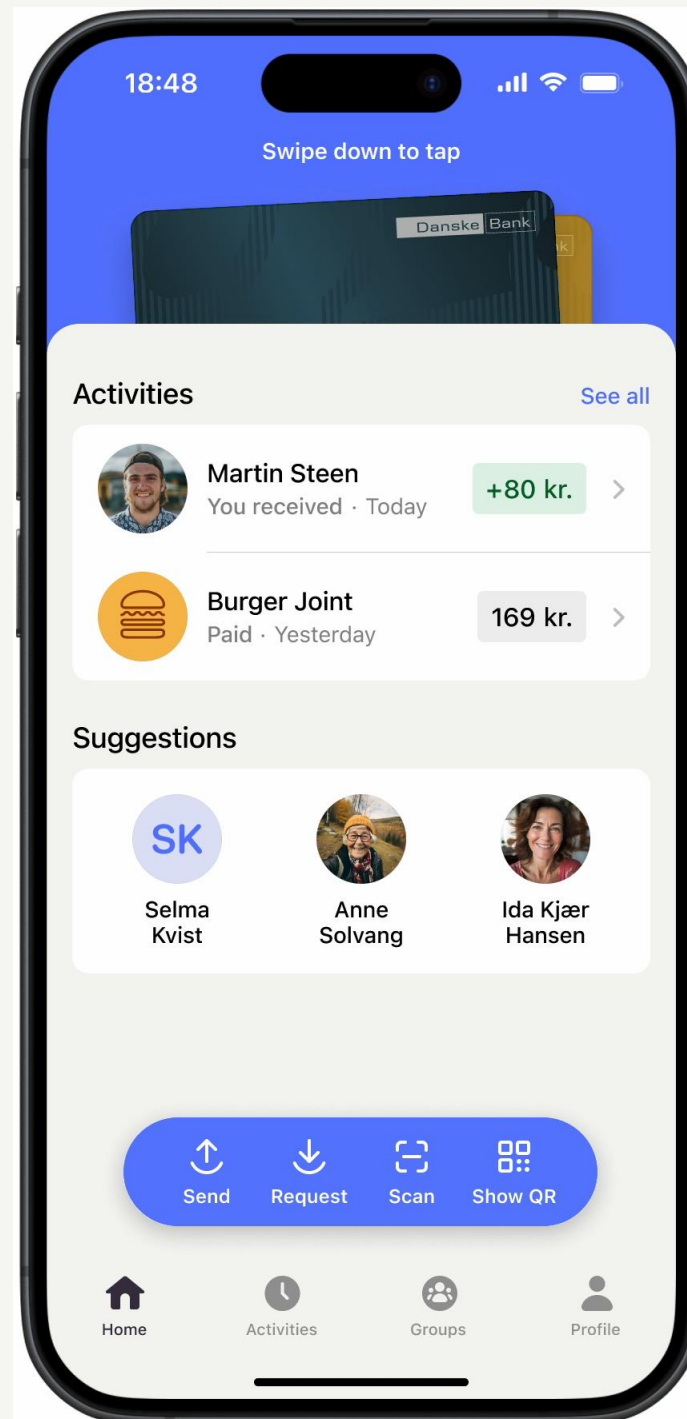 18:48
Swipe down to tap
Danske Bank
nk
Activities
See all
Martin Steen
+80 kr.
You received · Today
Burger Joint
169 kr.
Paid · Yesterday
Suggestions
SK
Selma
Kvist
Anne
Solvang
Ida Kjær
Hansen
Send
Request
Scan
Show QR
Home
Activities
Groups
Profile